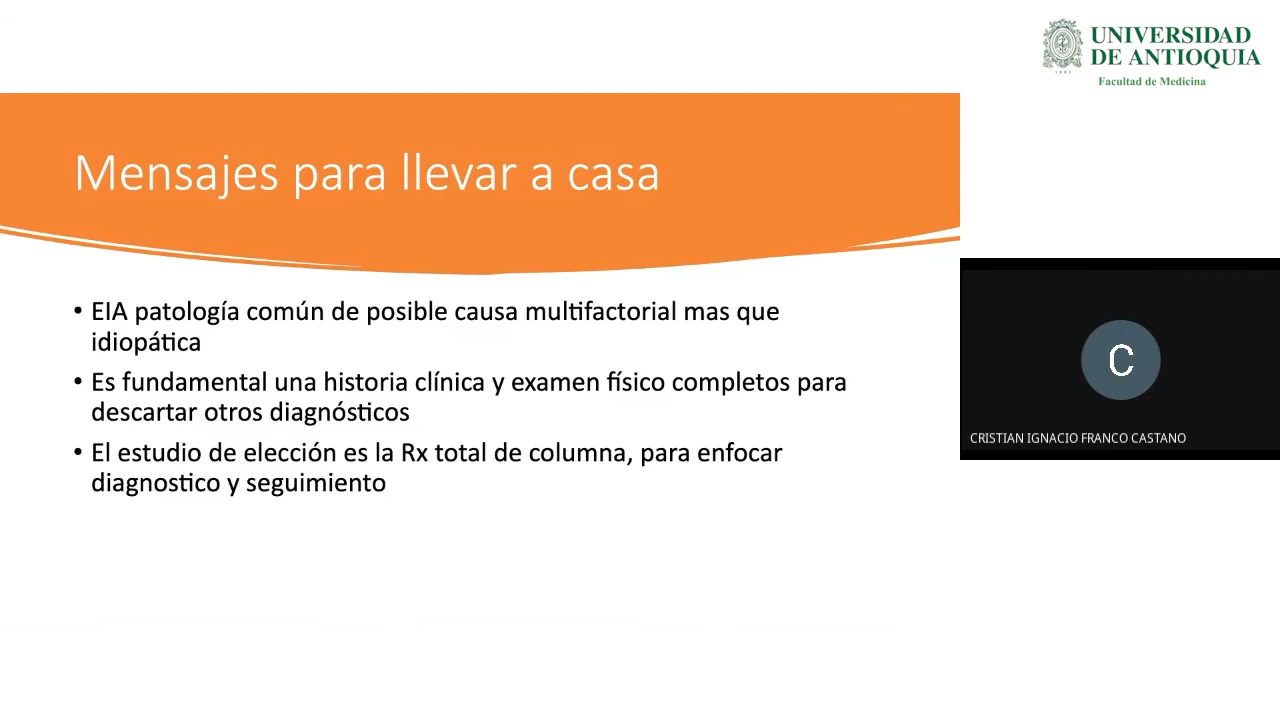 UNIVERSIDAD
DE ANTIOQUIA
1803
Facultad de Medicina
Mensajes para llevar a casa
• EIA patología común de posible causa multifactorial mas que
idiopática
• Es fundamental una historia clínica y examen físico completos para
descartar otros diagnósticos
• El estudio de elección es la Rx total de columna, para enfocar
diagnostico y seguimiento
C
CRISTIAN IGNACIO FRANCO CASTANO